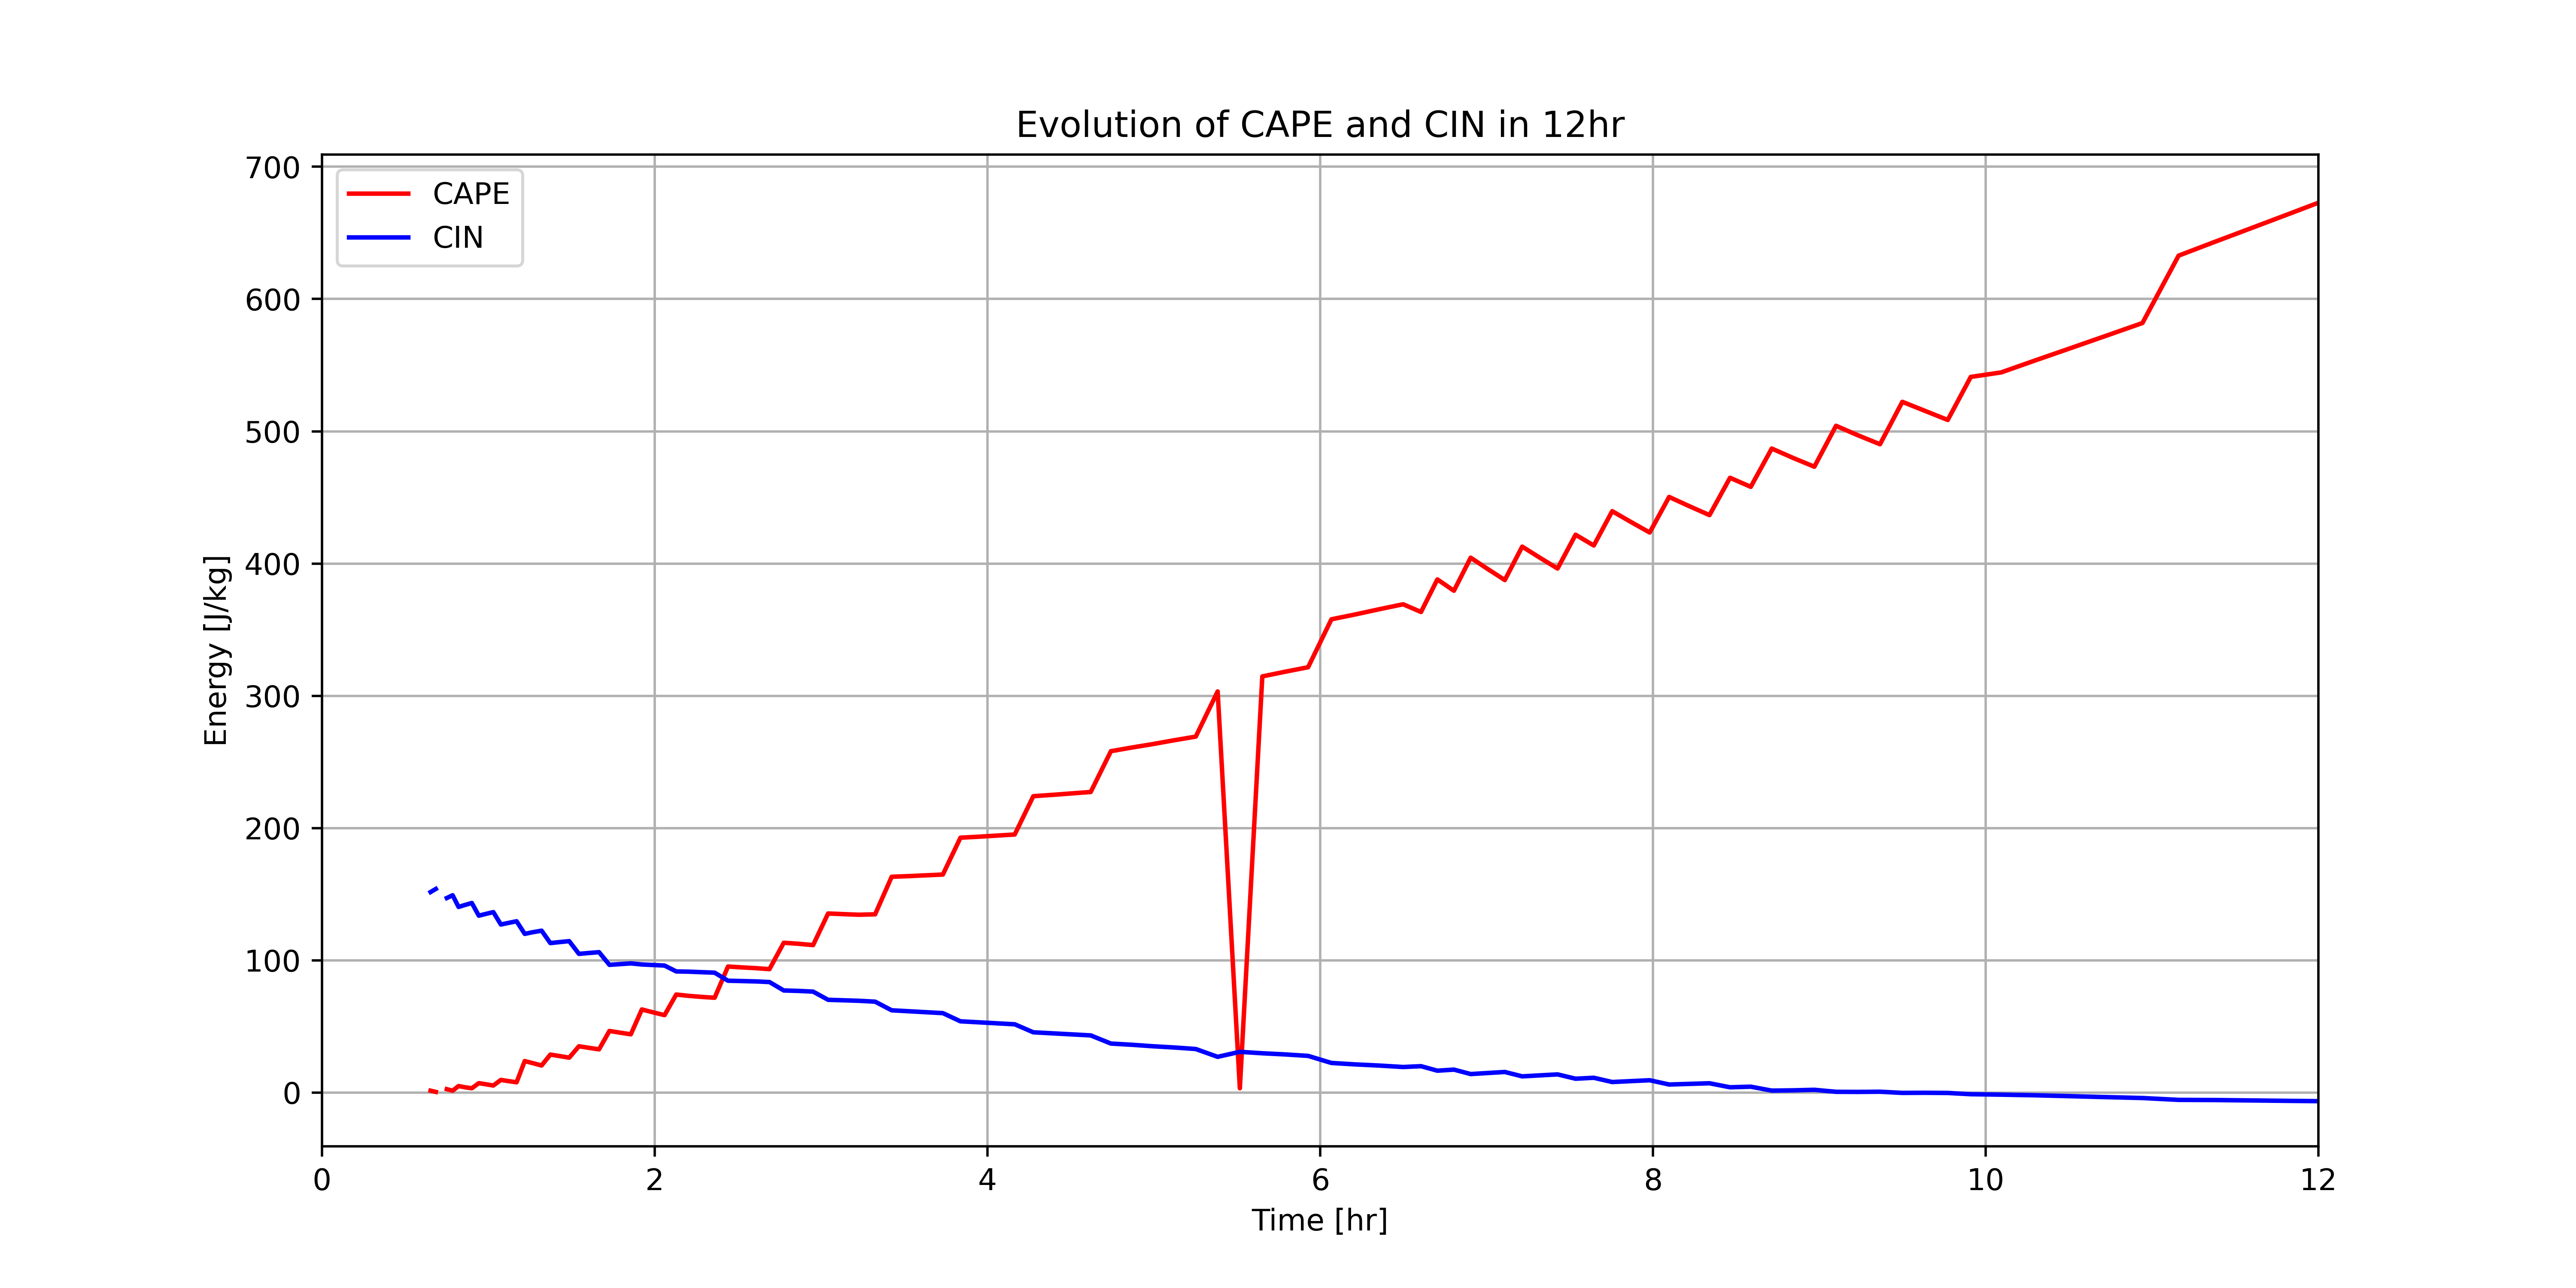 Evolution of CAPE and CIN in 12hr
CAPE
CIN
Energy [J/kg]
700
600
500
400
300
200
100
0
0 2 4 6 8 10 12
Time [hr]